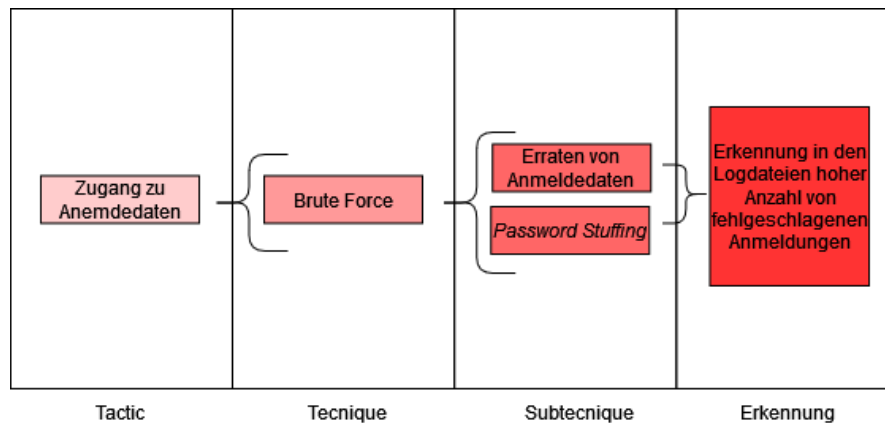 Zugang zu
Anemdedaten
Brute Force
Erraten von
Anmeldedaten
Password Stuffing
Erkennung in den
Logdateien hoher
Anzahl von
fehlgeschlagenen
Anmeldungen
Tactic
Tecnique
Subtecnique
Erkennung